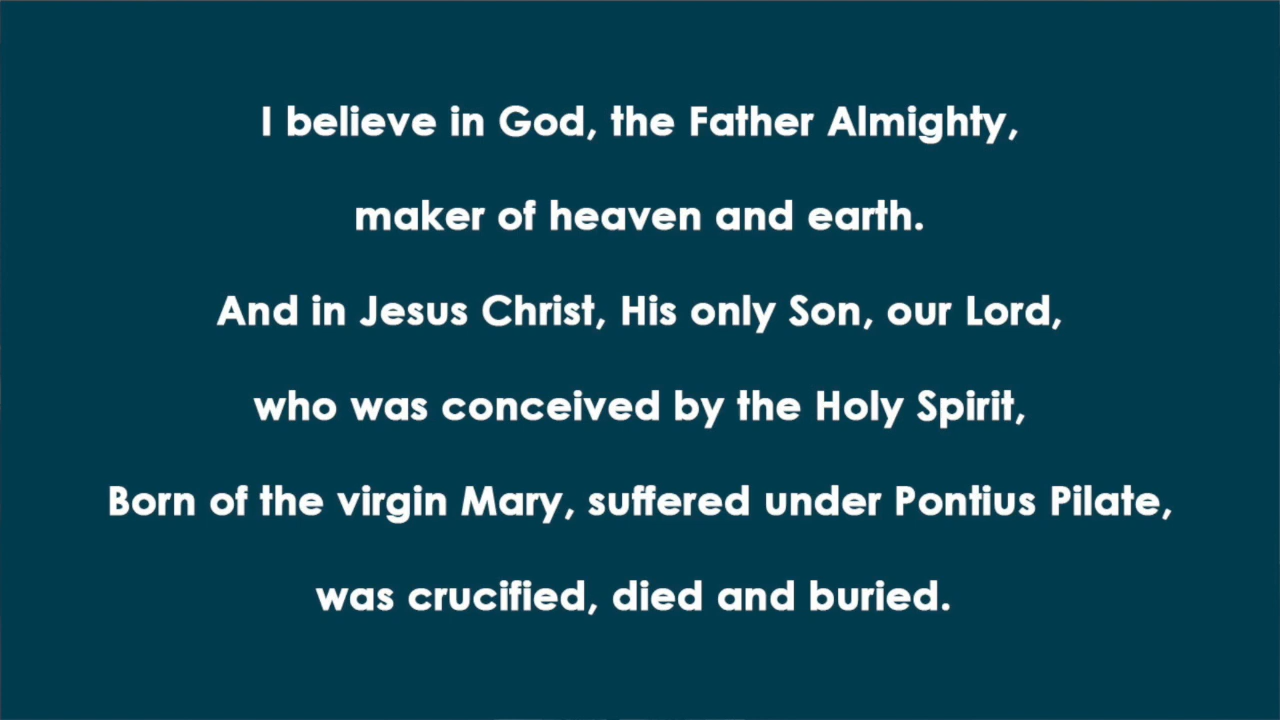 I believe in God, the Father Almighty,
maker of heaven and earth.
And in Jesus Christ, His only Son, our Lord,
who was conceived by the Holy Spirit,
Born of the virgin Mary, suffered under Pontius Pilate,
was crucified, died and buried.